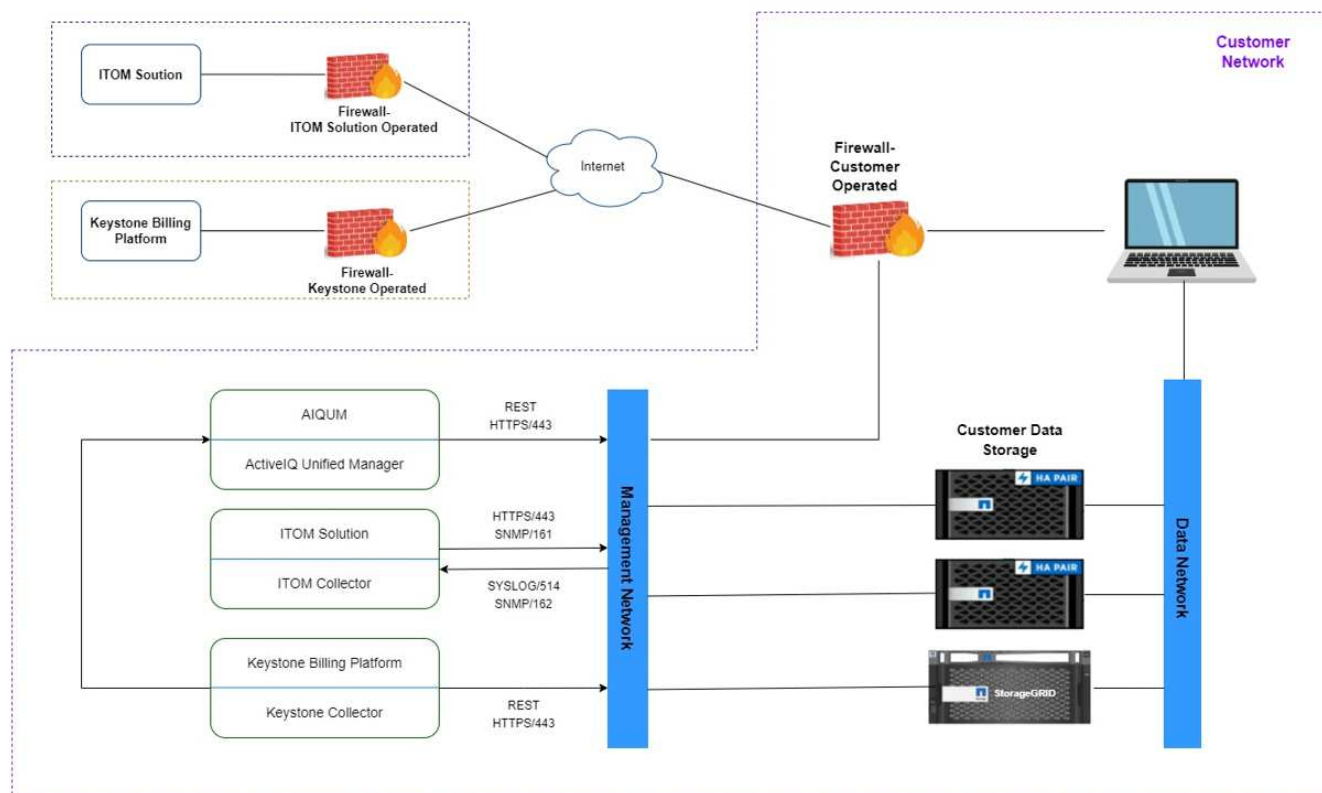 Customer
Network
ITOM Soution
Firewall-
ITOM Solution Operated
Internet
Firewall-
Customer
Operated
Keystone Billing
Platform
Firewall-
Keystone Operated
AIQUM
ActiveIQ Unified Manager
REST
HTTPS/443
ITOM Solution
ITOM Collector
HTTPS/443
SNMP/161
SYSLOG/514
SNMP/162
Keystone Billing Platform
Keystone Collector
REST
HTTPS/443
Management Network
Customer Data
Storage
HA PAIR
HA PAIR
StorageGRID
Data Network